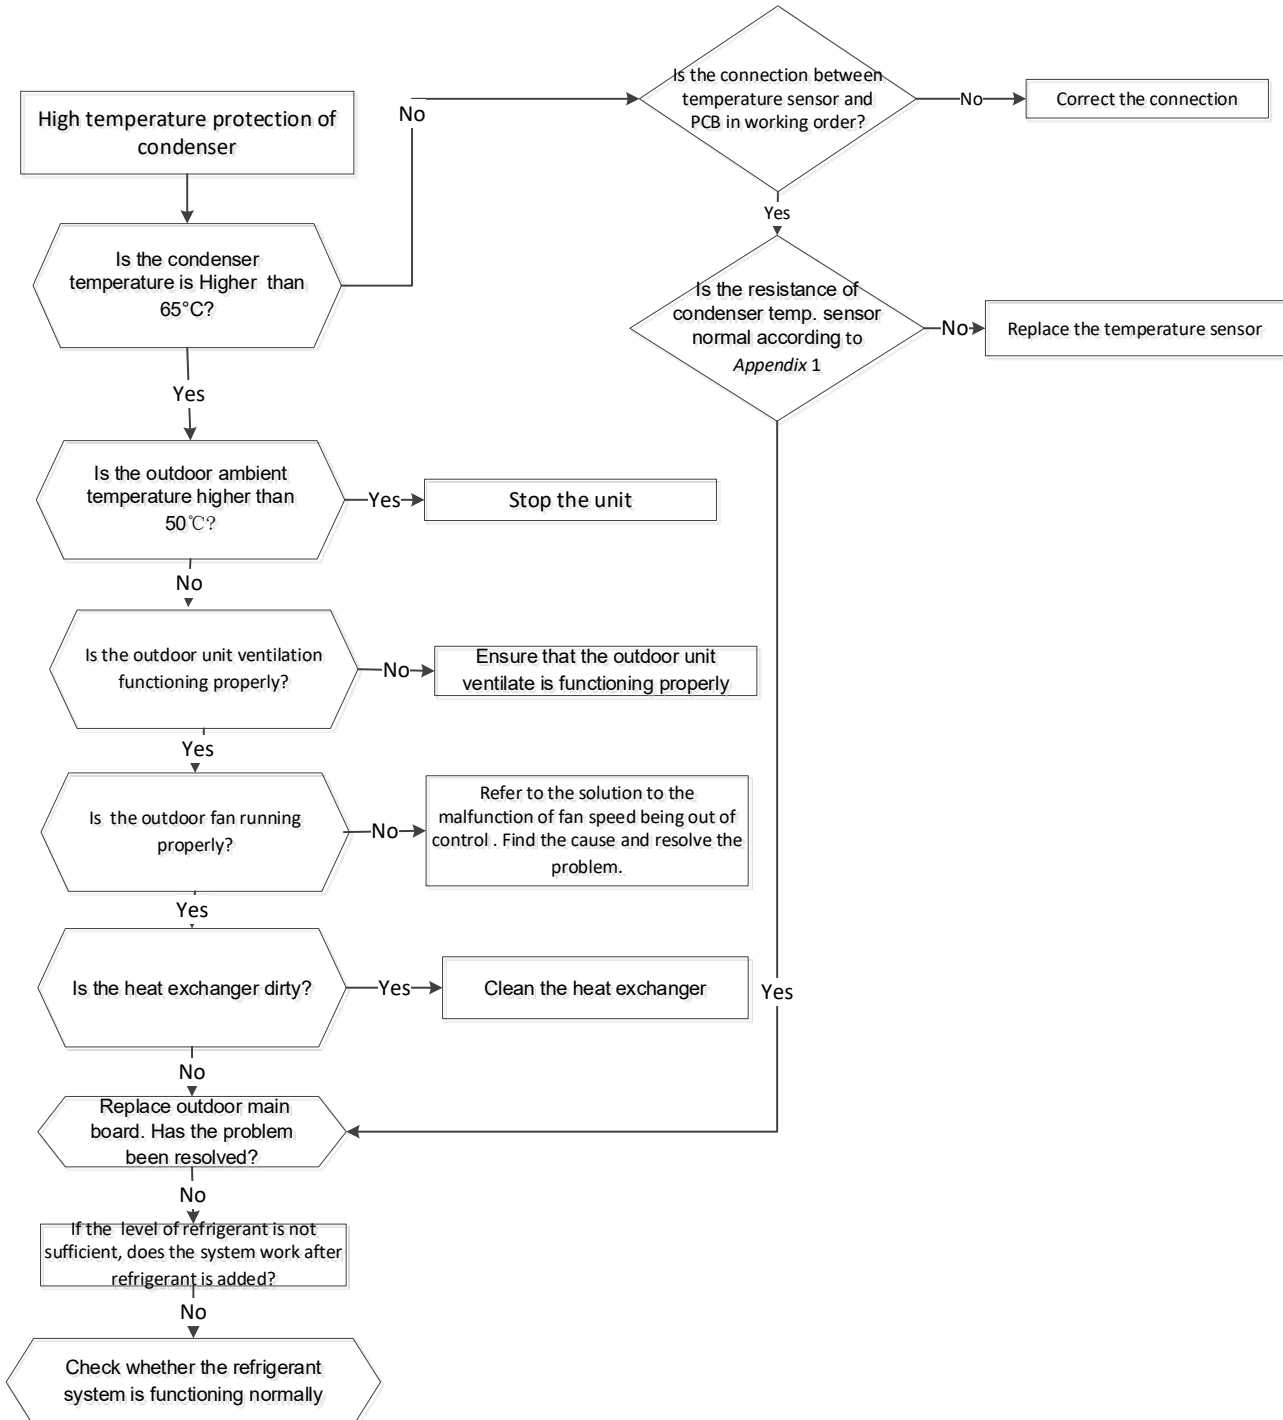 High temperature protection of
condenser
Is the condenser
temperature is Higher than
65°C?
No
Is the connection between
temperature sensor and
PCB in working order?
No
Correct the connection
Yes
Is the resistance of
condenser temp. sensor
normal according to
Appendix 1
No
Replace the temperature sensor
Yes
Yes
Is the outdoor ambient
temperature higher than
50℃?
Yes
Stop the unit
No
Is the outdoor unit ventilation
functioning properly?
No
Ensure that the outdoor unit
ventilate is functioning properly
Yes
Is the outdoor fan running
properly?
No
Refer to the solution to the
malfunction of fan speed being out of
control . Find the cause and resolve the
problem.
Yes
Is the heat exchanger dirty?
Yes
Clean the heat exchanger
No
Replace outdoor main
board. Has the problem
been resolved?
No
If the level of refrigerant is not
sufficient, does the system work after
refrigerant is added?
No
Check whether the refrigerant
system is functioning normally